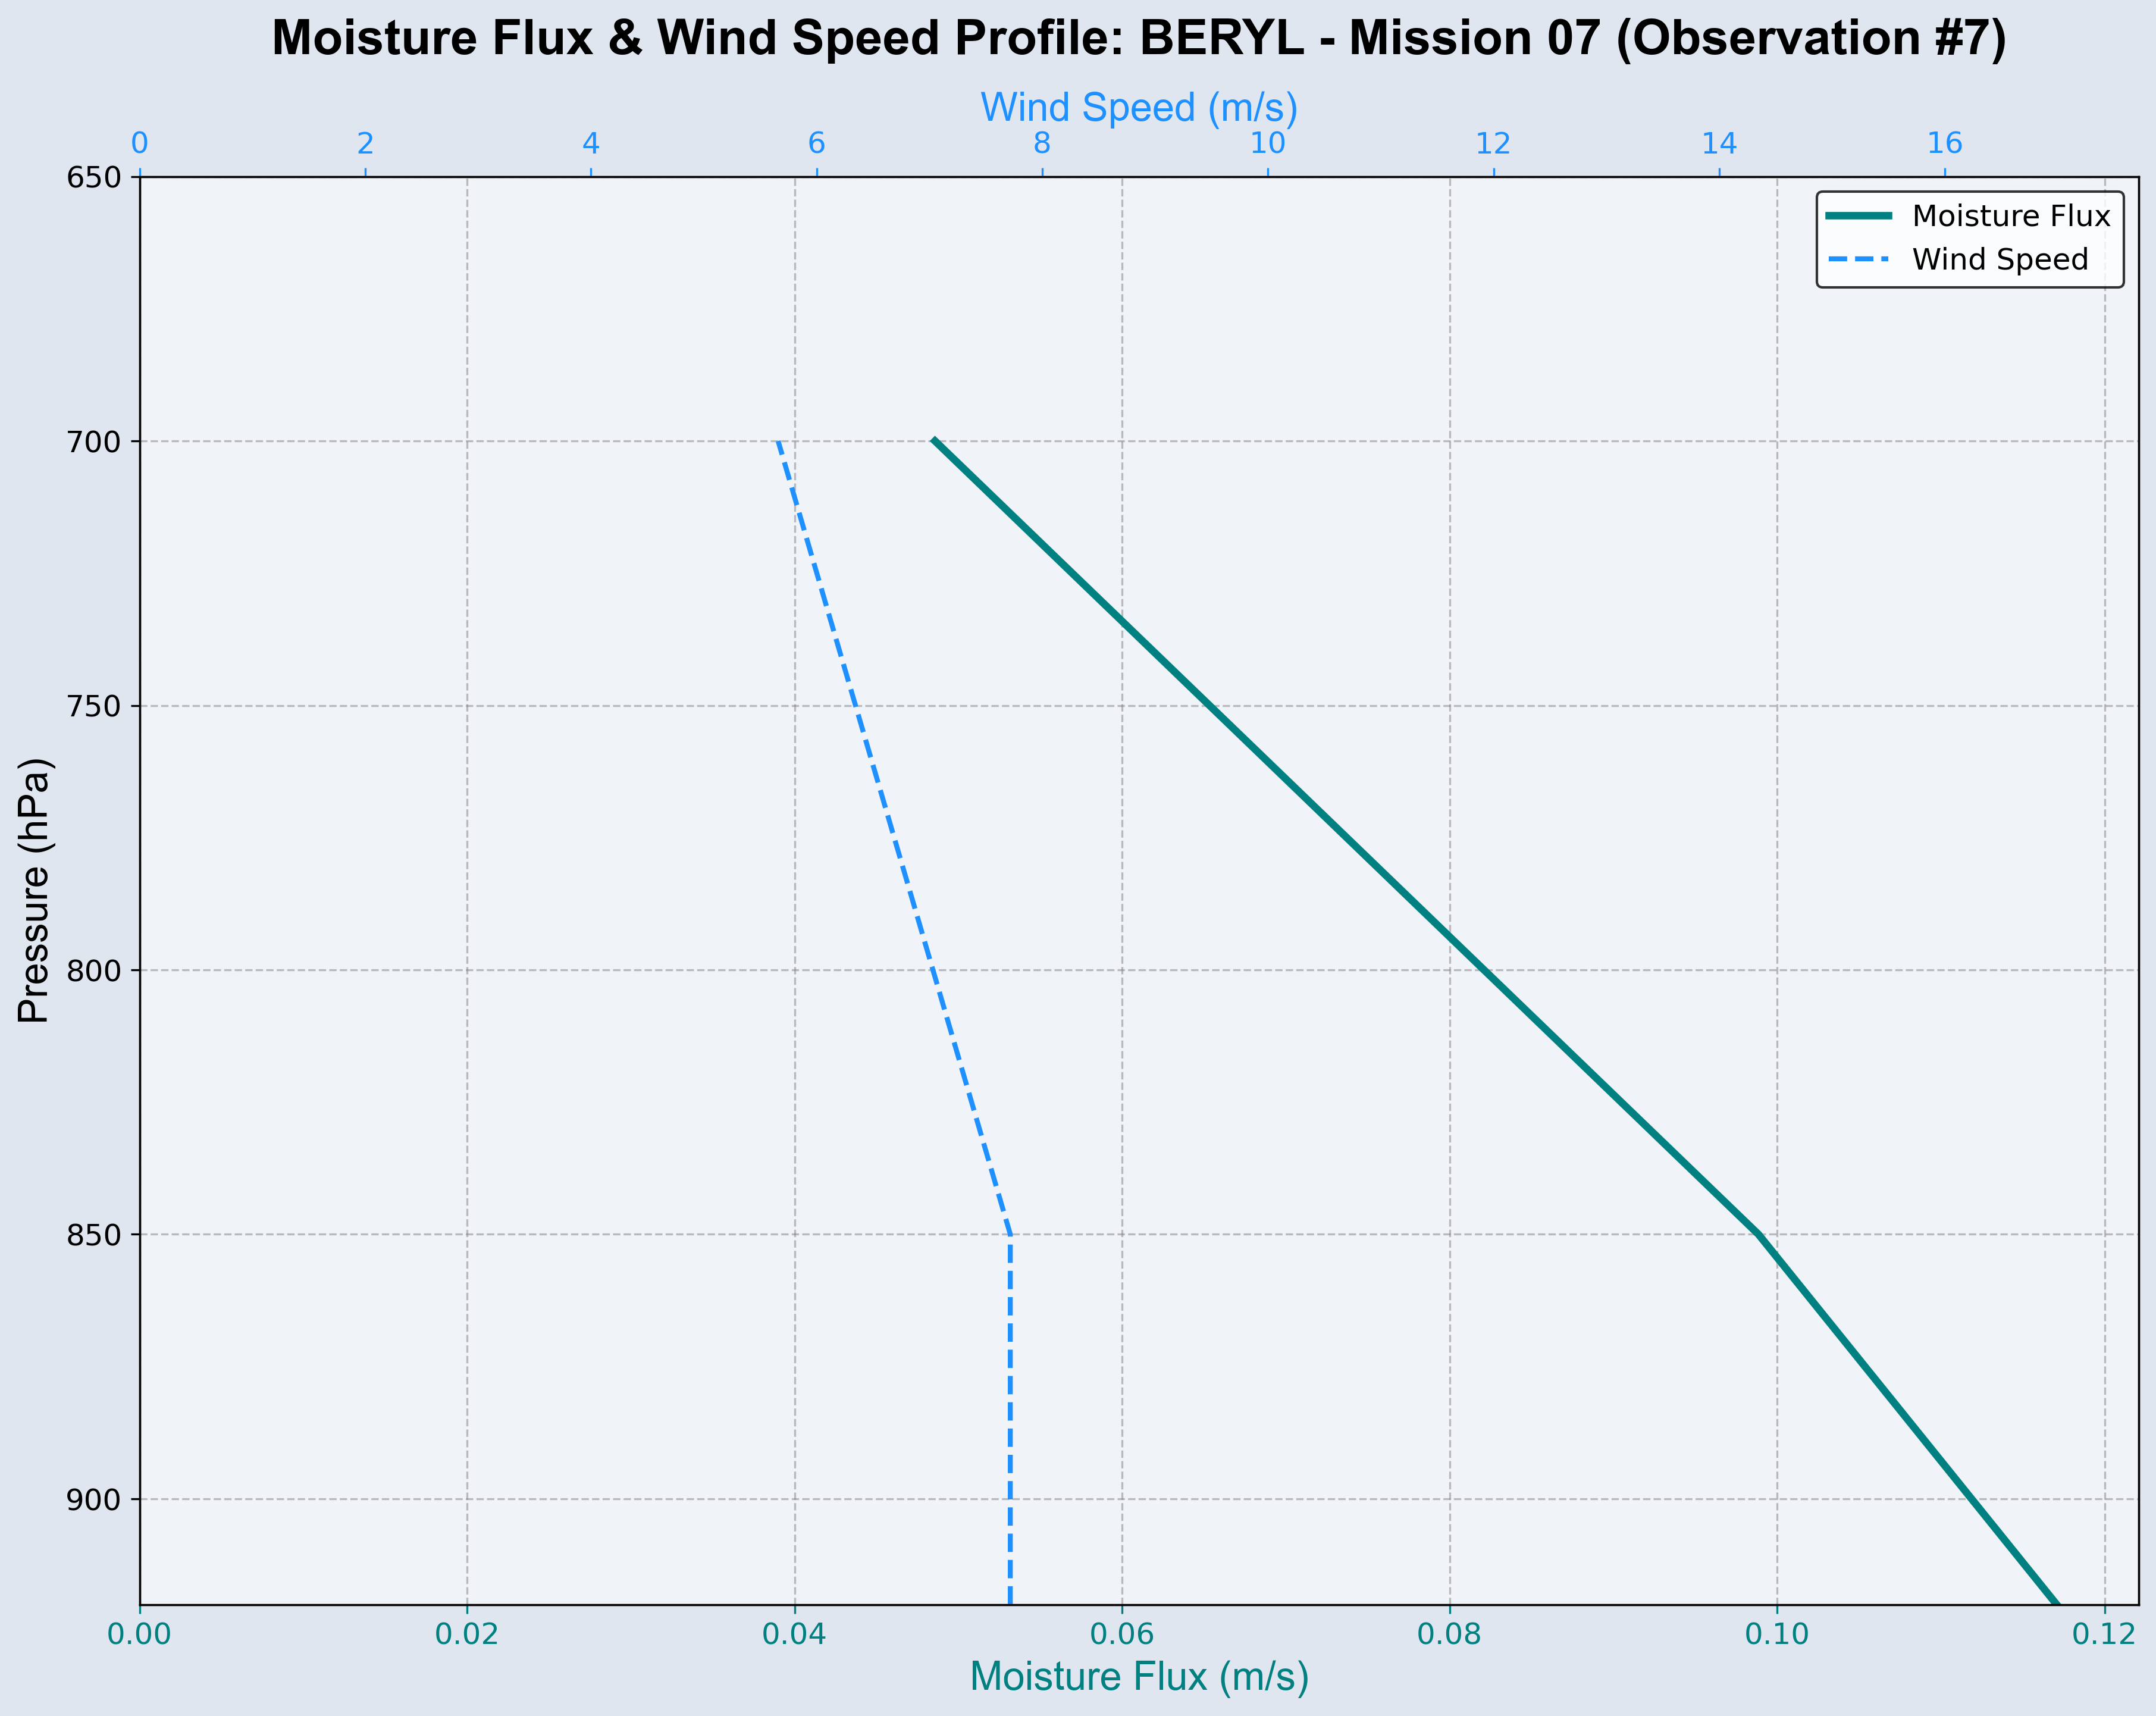 Moisture Flux & Wind Speed Profile: BERYL - Mission 07 (Observation #7)
Wind Speed (m/s)
0 2 4 6 8 10 12 14 16
Moisture Flux
Wind Speed
Pressure (hPa)
650
700
750
800
850
900
0.00 0.02 0.04 0.06 0.08 0.10 0.12
Moisture Flux (m/s)